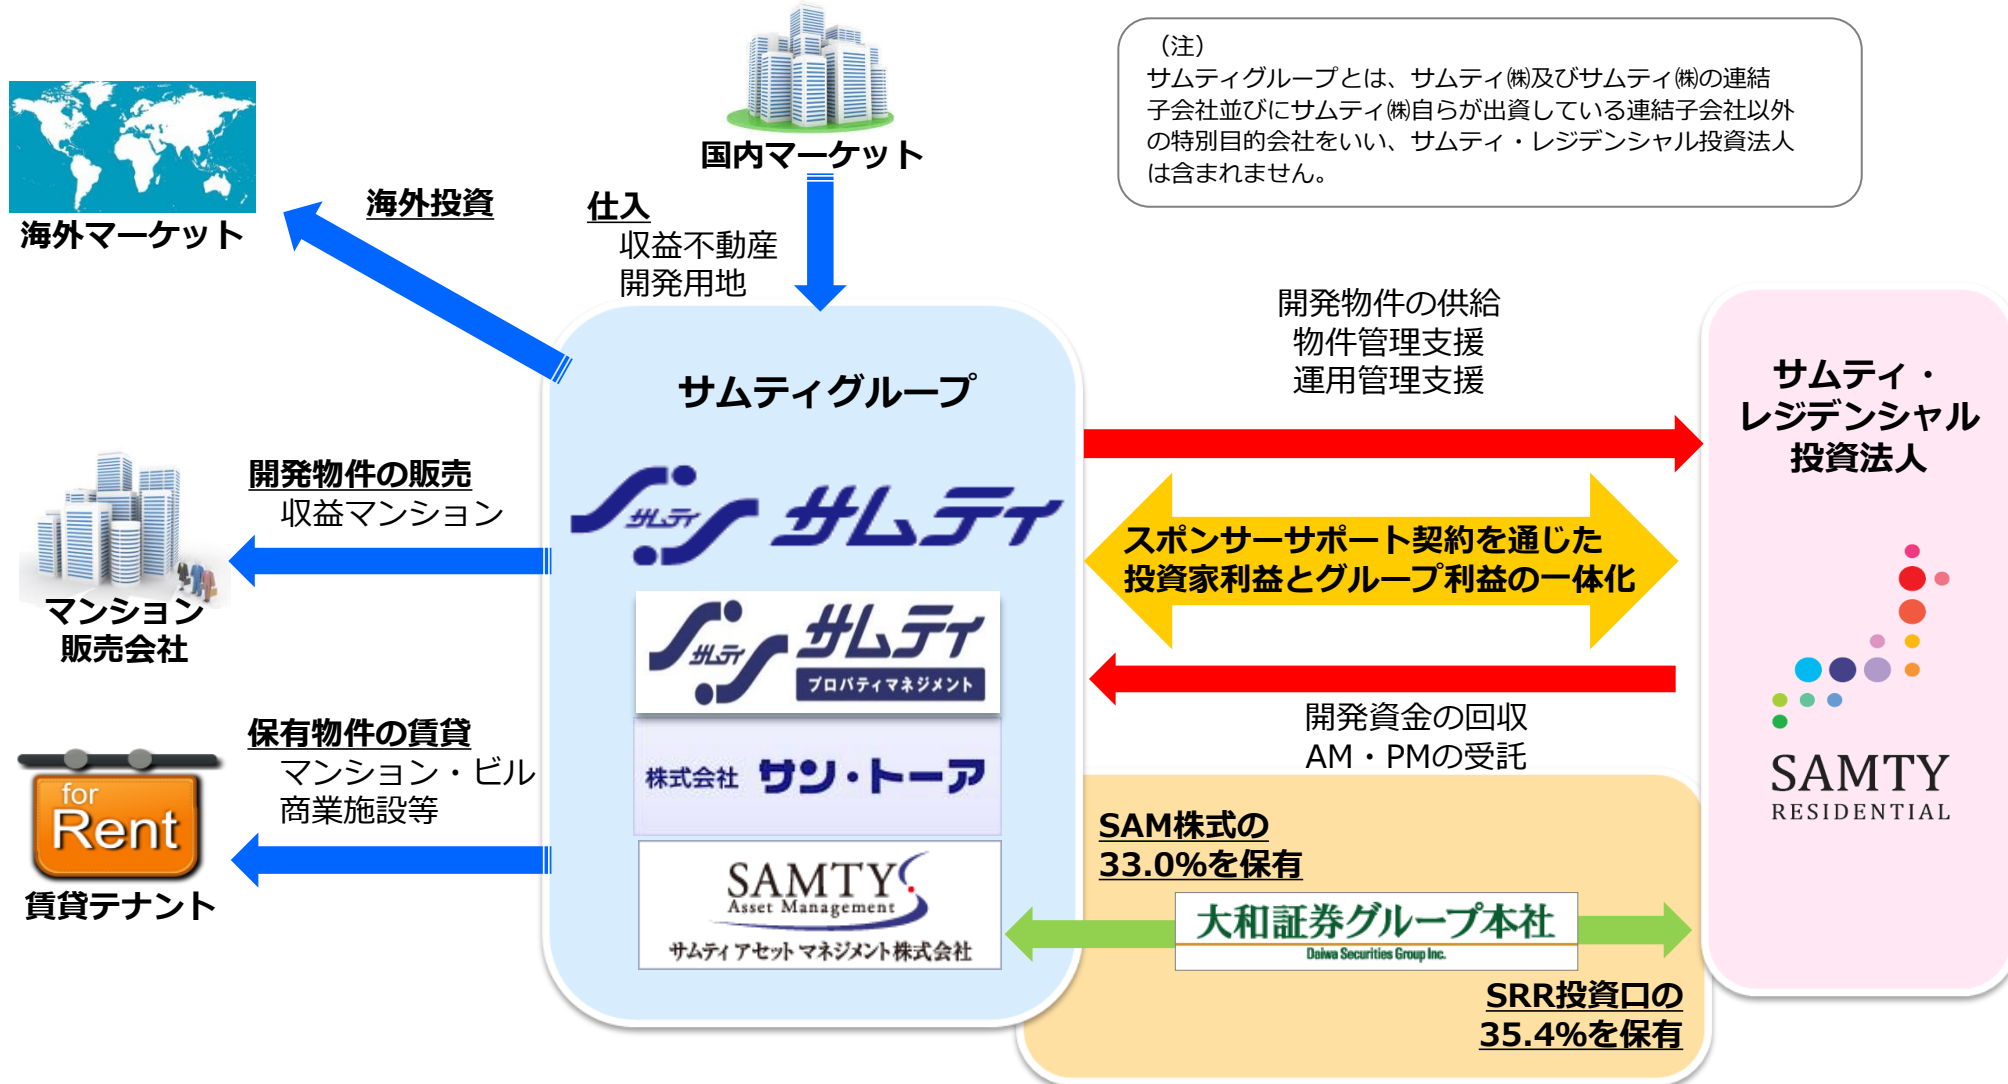 国内マーケット
（注）
サムティグループとは、サムティ㈱及びサムティ㈱の連結
子会社並びにサムティ㈱自らが出資している連結子会社以外
の特別目的会社をいい、サムティ・レジデンシャル投資法人
は含まれません。
海外マーケット
海外投資
仕入
収益不動産
開発用地
サムティグループ
サムティ
サムティ
サムティ
サムティ
プロパティマネジメント
株式会社 サン・トーア
SAMTY
Asset Management
サムティアセットマネジメント株式会社
開発物件の販売
収益マンション
マンション
販売会社
保有物件の賃貸
マンション・ビル
商業施設等
for
Rent
賃貸テナント
開発物件の供給
物件管理支援
運用管理支援
スポンサーサポート契約を通じた
投資家利益とグループ利益の一体化
開発資金の回収
AM・PMの受託
サムティ・
レジデンシャル
投資法人
SAMTY
RESIDENTIAL
SAM株式の
33.0%を保有
大和証券グループ本社
Daiwa Securities Group Inc.
SRR投資口の
35.4%を保有